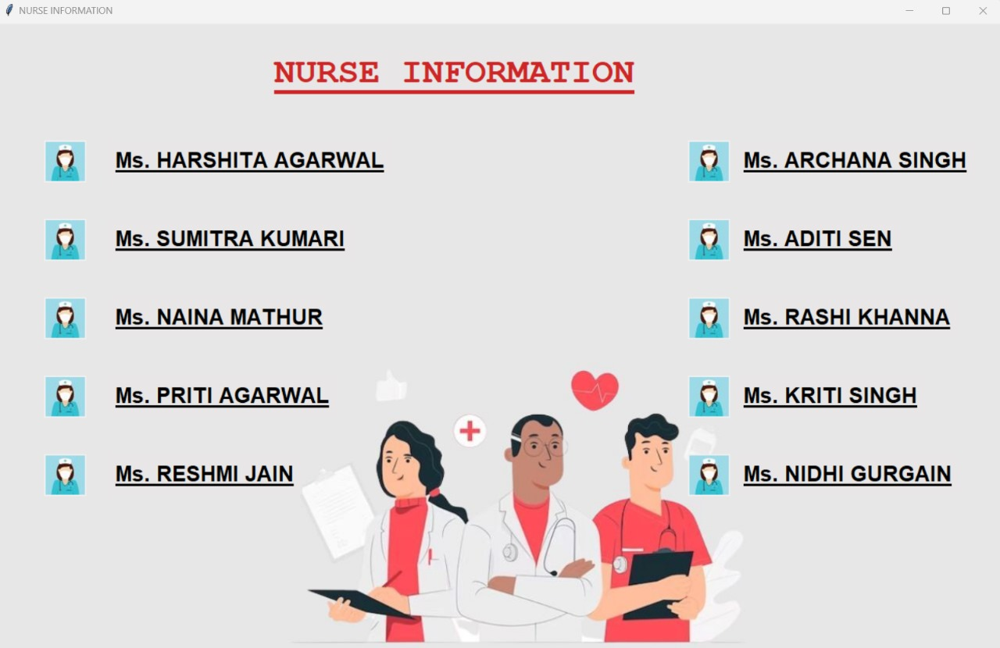 NURSE INFORMATION
NURSE INFORMATION
Ms. HARSHITA AGARWAL
Ms. ARCHANA SINGH
Ms. SUMITRA KUMARI
Ms. ADITI SEN
Ms. NAINA MATHUR
Ms. RASHI KHANNA
Ms. PRITI AGARWAL
Ms. KRITI SINGH
Ms. RESHMI JAIN
Ms. NIDHI GURGAIN